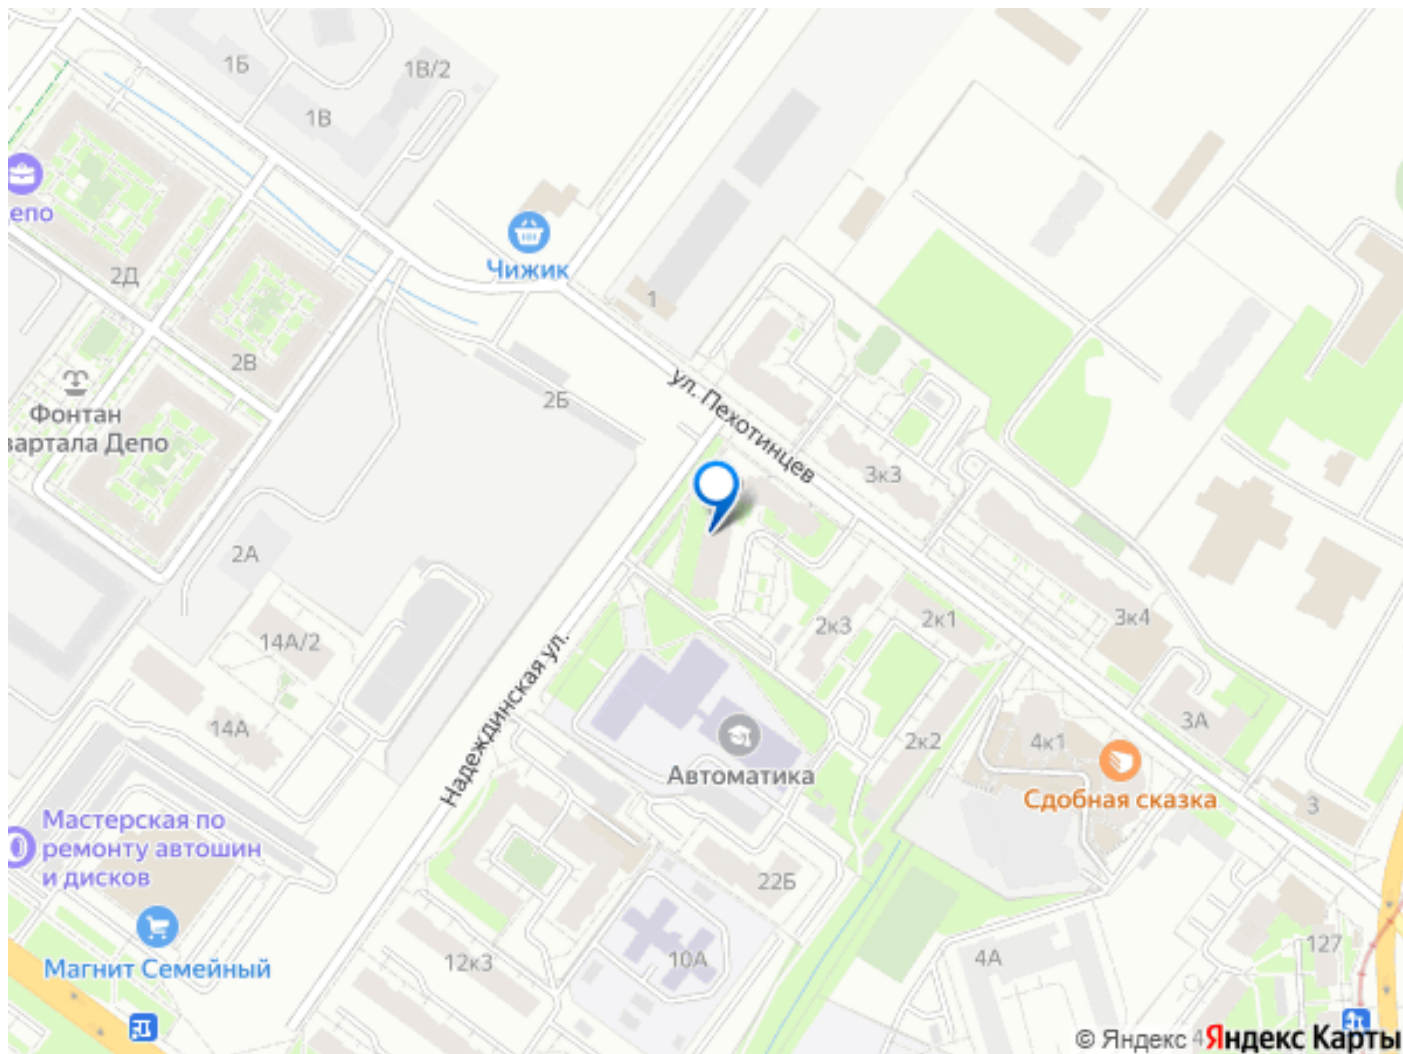 1Б
1В/2
1В
епо
Чижик
2Д
1
2В
2Б
Фонтан
вартала Депо
ул. Пехотинцев
3к3
2А
14А/2
2к3
2к1
3к4
Надеждинская ул.
14А
2к2
4к1
3А
Автоматика
Сдобная сказка
3
Мастерская по
ремонту автошин
и дисков
22Б
Магнит Семейный
12к3
10А
4А
127
© Яндекс 4 Яндекс Карты